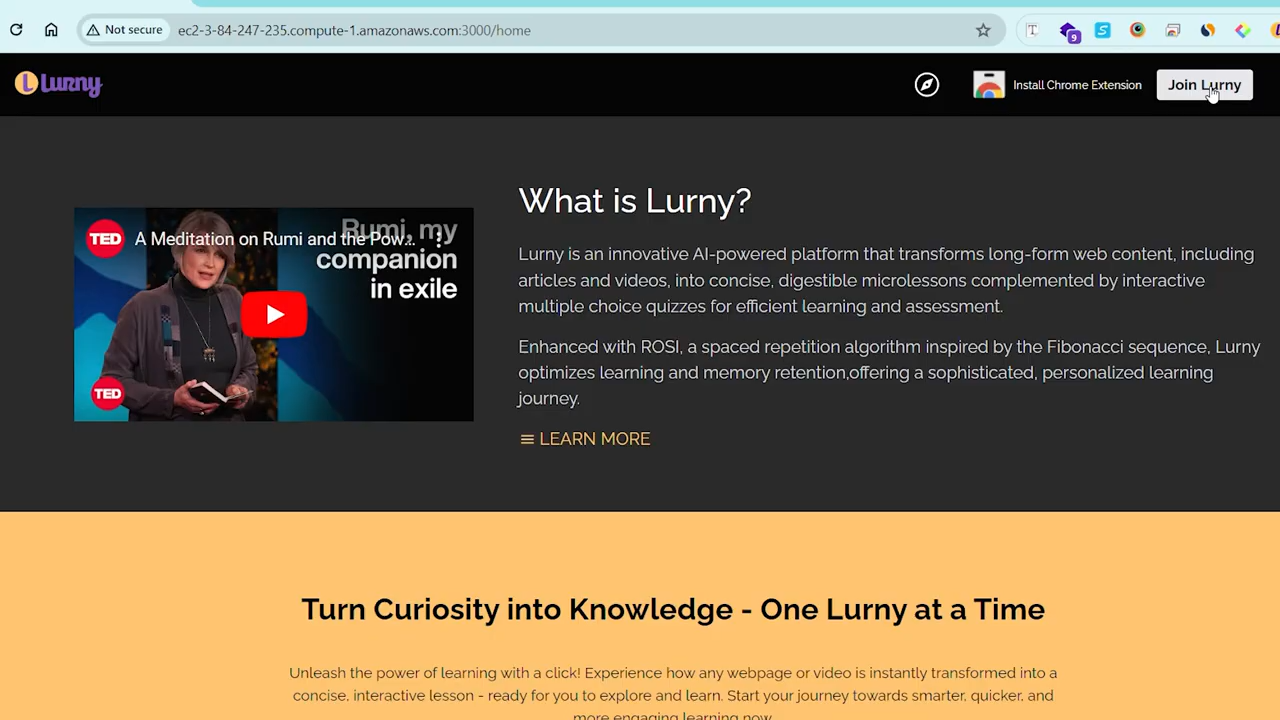 Not secure
ec2-3-84-247-235.compute-1.amazonaws.com:3000/home
9
Lurny
Install Chrome Extension
Join Lurny
What is Lurny?
Lurny is an innovative AI-powered platform that transforms long-form web content, including
articles and videos, into concise, digestible microlessons complemented by interactive
multiple choice quizzes for efficient learning and assessment.
Enhanced with ROSI, a spaced repetition algorithm inspired by the Fibonacci sequence, Lurny
optimizes learning and memory retention,offering a sophisticated, personalized learning
journey.
LEARN MORE
TED
A Meditation on Rumi and the Pow...
Rumi, my
companion
in exile
TED
Turn Curiosity into Knowledge - One Lurny at a Time
Unleash the power of learning with a click! Experience how any webpage or video is instantly transformed into a
concise, interactive lesson - ready for you to explore and learn. Start your journey towards smarter, quicker, and
more engaging learning now